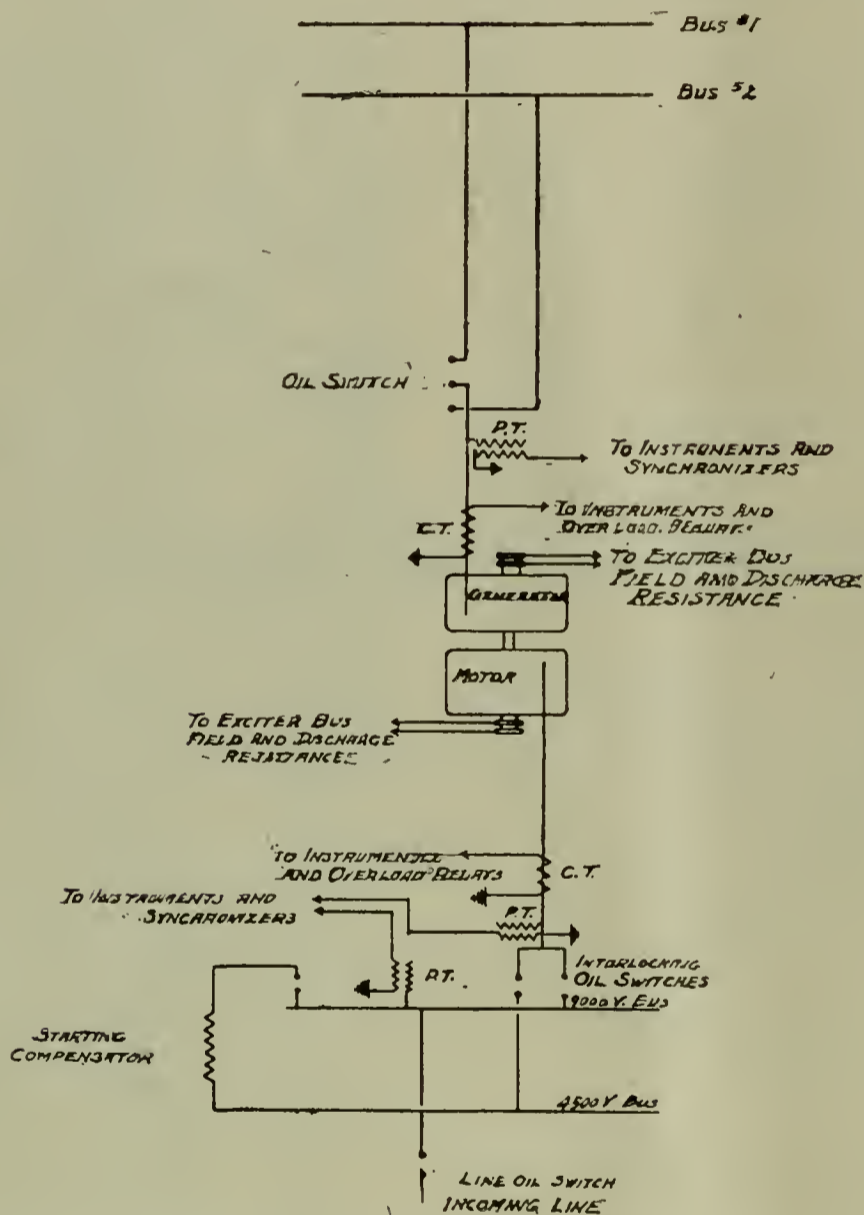 BUS #1
BUS #2
OIL SWITCH
P.T.
TO INSTRUMENTS AND
SYNCHRONIZERS
TO INSTRUMENTS AND
OVERLOAD
C.T.
TO EXCITER BUS
FIELD AND DISCHARGE
RESISTANCE
GENERATOR
MOTOR
TO EXCITER BUS
FIELD AND DISCHARGE
RESISTANCES
TO INSTRUMENTS
AND OVERLOAD RELAYS
C.T.
TO INSTRUMENTS AND
SYNCHRONIZERS
P.T.
P.T.
INTERLOCKING
OIL SWITCHES
9000 V. BUS
STARTING
COMPENSATOR
4500 V BUS
LINE OIL SWITCH
INCOMING LINE